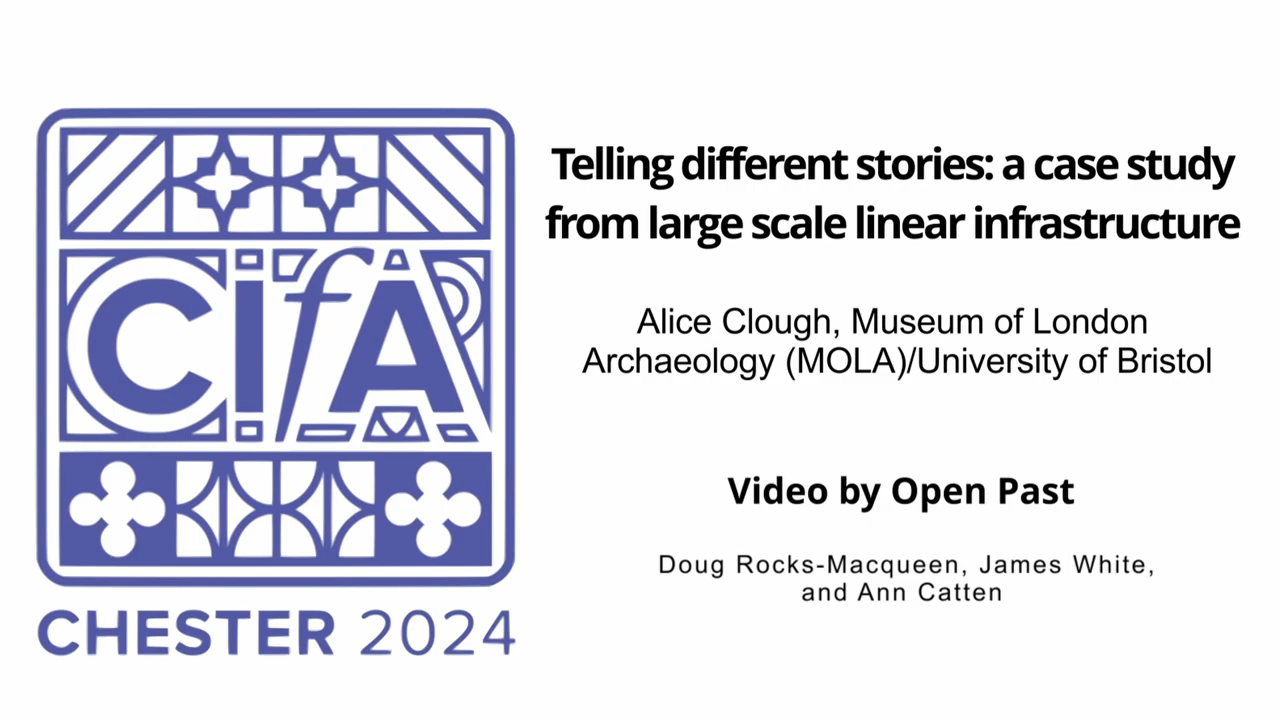 CIfA
CHESTER 2024
Telling different stories: a case study
from large scale linear infrastructure
Alice Clough, Museum of London
Archaeology (MOLA)/University of Bristol
Video by Open Past
Doug Rocks-Macqueen, James White,
and Ann Catten